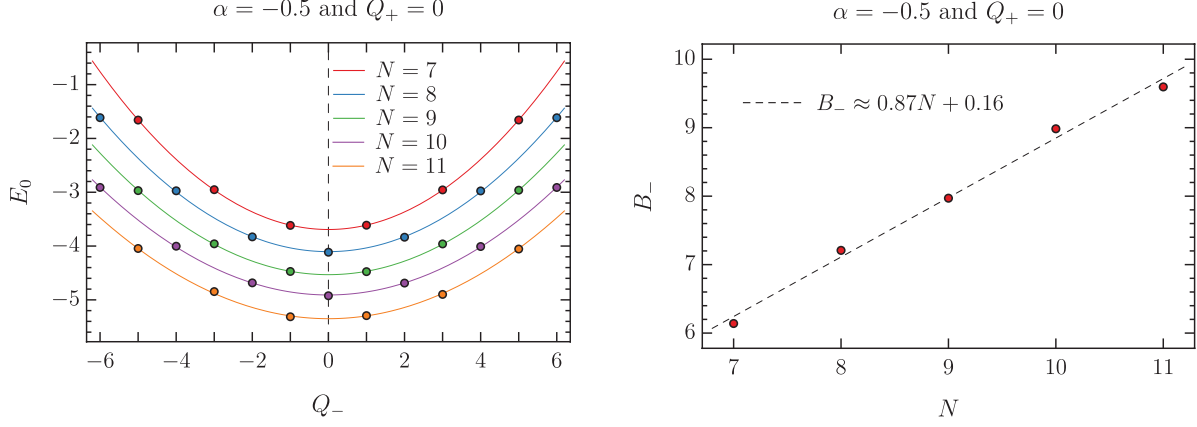 α = −0.5 and Q₊ = 0
E₀
−1
−2
−3
−4
−5
N = 7
N = 8
N = 9
N = 10
N = 11
−6 −4 −2 0 2 4 6
Q₋
α = −0.5 and Q₊ = 0
B₋
10
9
8
7
6
B₋ ≈ 0.87N + 0.16
7 8 9 10 11
N